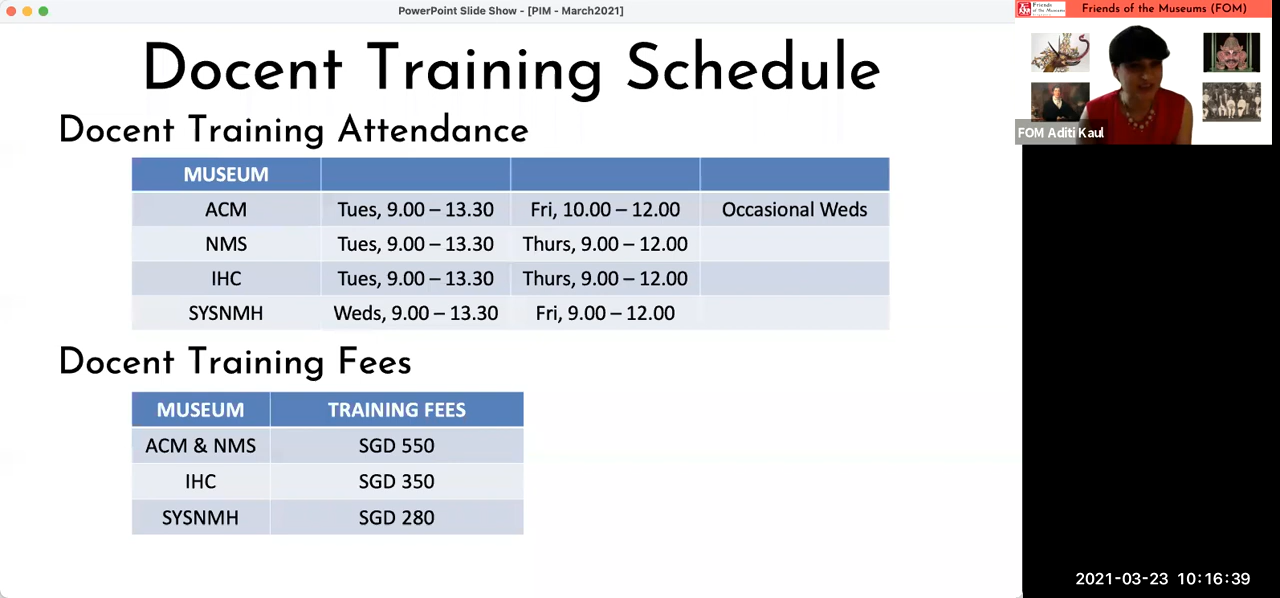 PowerPoint Slide Show - [PIM - March2021]
Friends of the Museums
Friends of the Museums (FOM)
FOM Aditi Kaul
Docent Training Schedule
Docent Training Attendance
MUSEUM
ACM Tues, 9.00 – 13.30 Fri, 10.00 – 12.00 Occasional Weds
NMS Tues, 9.00 – 13.30 Thurs, 9.00 – 12.00
IHC Tues, 9.00 – 13.30 Thurs, 9.00 – 12.00
SYSNMH Weds, 9.00 – 13.30 Fri, 9.00 – 12.00
Docent Training Fees
MUSEUM TRAINING FEES
ACM & NMS SGD 550
IHC SGD 350
SYSNMH SGD 280
2021-03-23 10:16:39